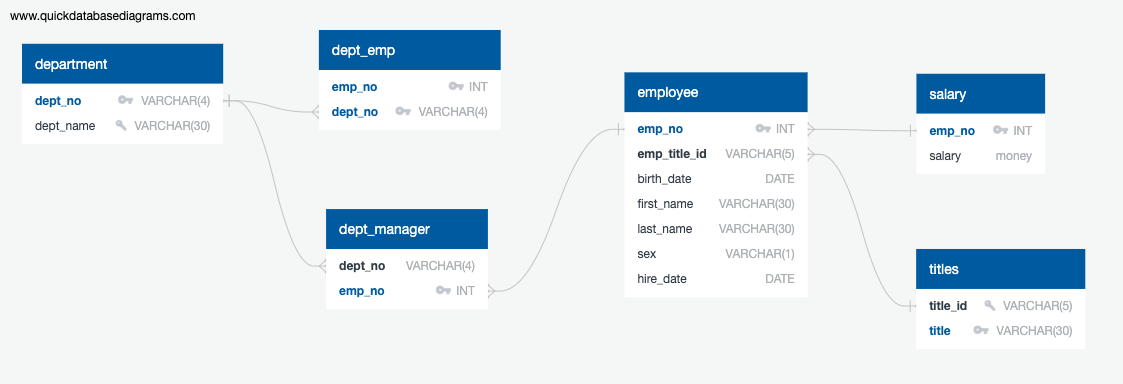 www.quickdatabasediagrams.com
department
dept_no VARCHAR(4)
dept_name VARCHAR(30)
dept_emp
emp_no INT
dept_no VARCHAR(4)
dept_manager
dept_no VARCHAR(4)
emp_no INT
employee
emp_no INT
emp_title_id VARCHAR(5)
birth_date DATE
first_name VARCHAR(30)
last_name VARCHAR(30)
sex VARCHAR(1)
hire_date DATE
salary
emp_no INT
salary money
titles
title_id VARCHAR(5)
title VARCHAR(30)